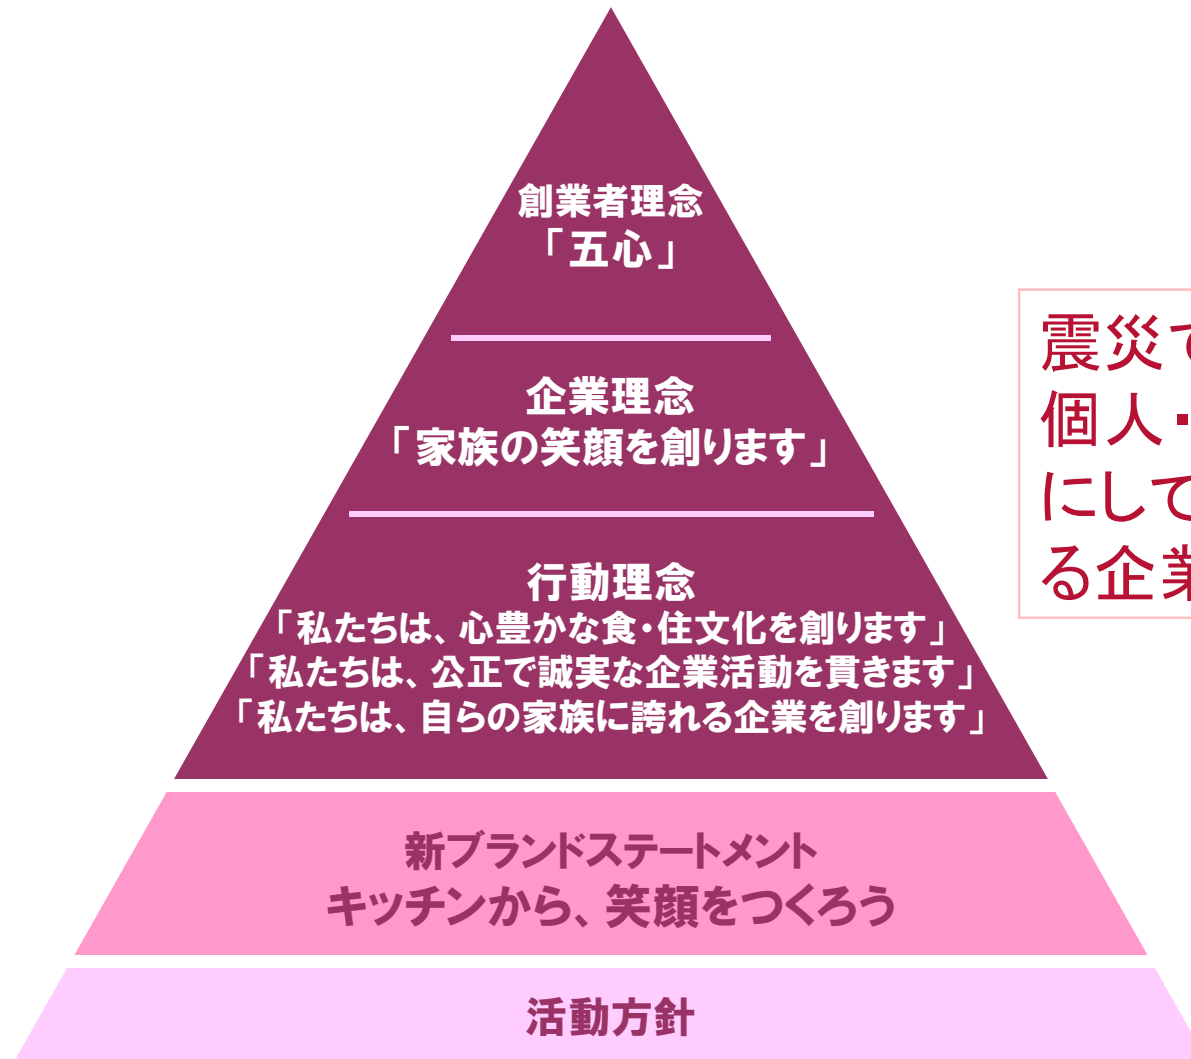 創業者理念
「五心」
企業理念
「家族の笑顔を創ります」
行動理念
「私たちは、心豊かな食・住文化を創ります」
「私たちは、公正で誠実な企業活動を貫きます」
「私たちは、自らの家族に誇れる企業を創ります」
新ブランドステートメント
キッチンから、笑顔をつくろう
活動方針
震災
個人・
にして
る企業